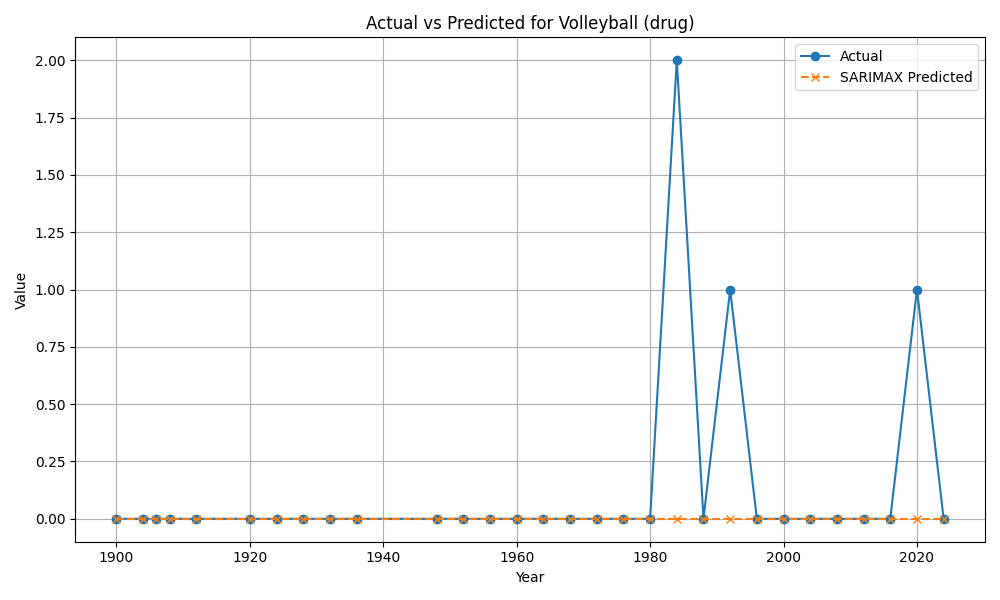 Actual vs Predicted for Volleyball (drug)
Actual
SARIMAX Predicted
Value
2.00
1.75
1.50
1.25
1.00
0.75
0.50
0.25
0.00
1900 1920 1940 1960 1980 2000 2020
Year